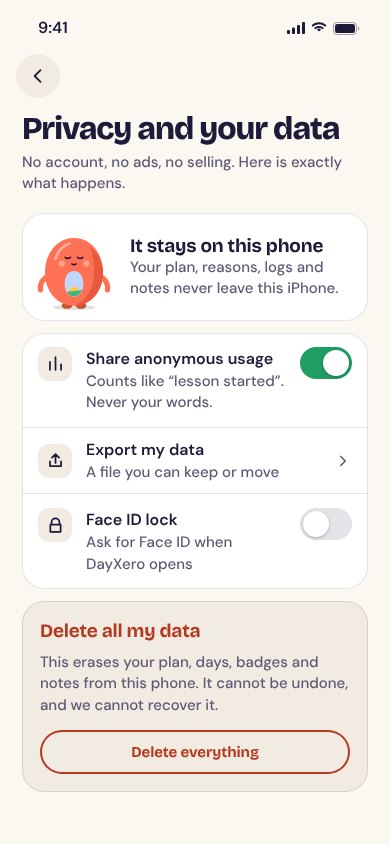 9:41
Privacy and your data
No account, no ads, no selling. Here is exactly
what happens.
It stays on this phone
Your plan, reasons, logs and
notes never leave this iPhone.
Share anonymous usage
Counts like “lesson started”.
Never your words.
Export my data
A file you can keep or move
Face ID lock
Ask for Face ID when
DayXero opens
Delete all my data
This erases your plan, days, badges and
notes from this phone. It cannot be undone,
and we cannot recover it.
Delete everything